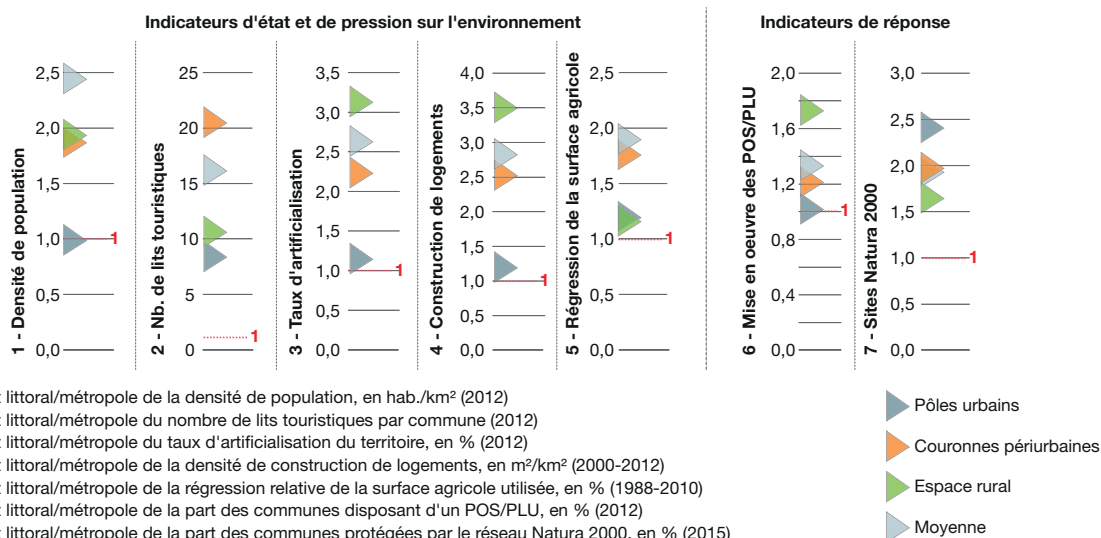 Indicateurs d'état et de pression sur l'environnement
Indicateurs de réponse
1 - Densité de population
2,5
2,0
1,5
1,0
0,5
0,0
1
2 - Nb. de lits touristiques
25
20
15
10
5
0
1
3 - Taux d'artificialisation
3,5
3,0
2,5
2,0
1,5
1,0
0,5
0,0
1
4 - Construction de logements
4,0
3,5
3,0
2,5
2,0
1,5
1,0
0,5
0,0
1
5 - Régression de la surface agricole
2,5
2,0
1,5
1,0
0,5
0,0
1
6 - Mise en oeuvre des POS/PLU
2,0
1,6
1,2
0,8
0,4
0,0
1
7 - Sites Natura 2000
3,0
2,5
2,0
1,5
1,0
0,5
0,0
1
t littoral/métropole de la densité de population, en hab./km² (2012)
t littoral/métropole du nombre de lits touristiques par commune (2012)
t littoral/métropole du taux d'artificialisation du territoire, en % (2012)
t littoral/métropole de la densité de construction de logements, en m²/km² (2000-2012)
t littoral/métropole de la régression relative de la surface agricole utilisée, en % (1988-2010)
t littoral/métropole de la part des communes disposant d'un POS/PLU, en % (2012)
t littoral/métropole de la part des communes protégées par le réseau Natura 2000, en % (2015)
Pôles urbains
Couronnes périurbaines
Espace rural
Moyenne